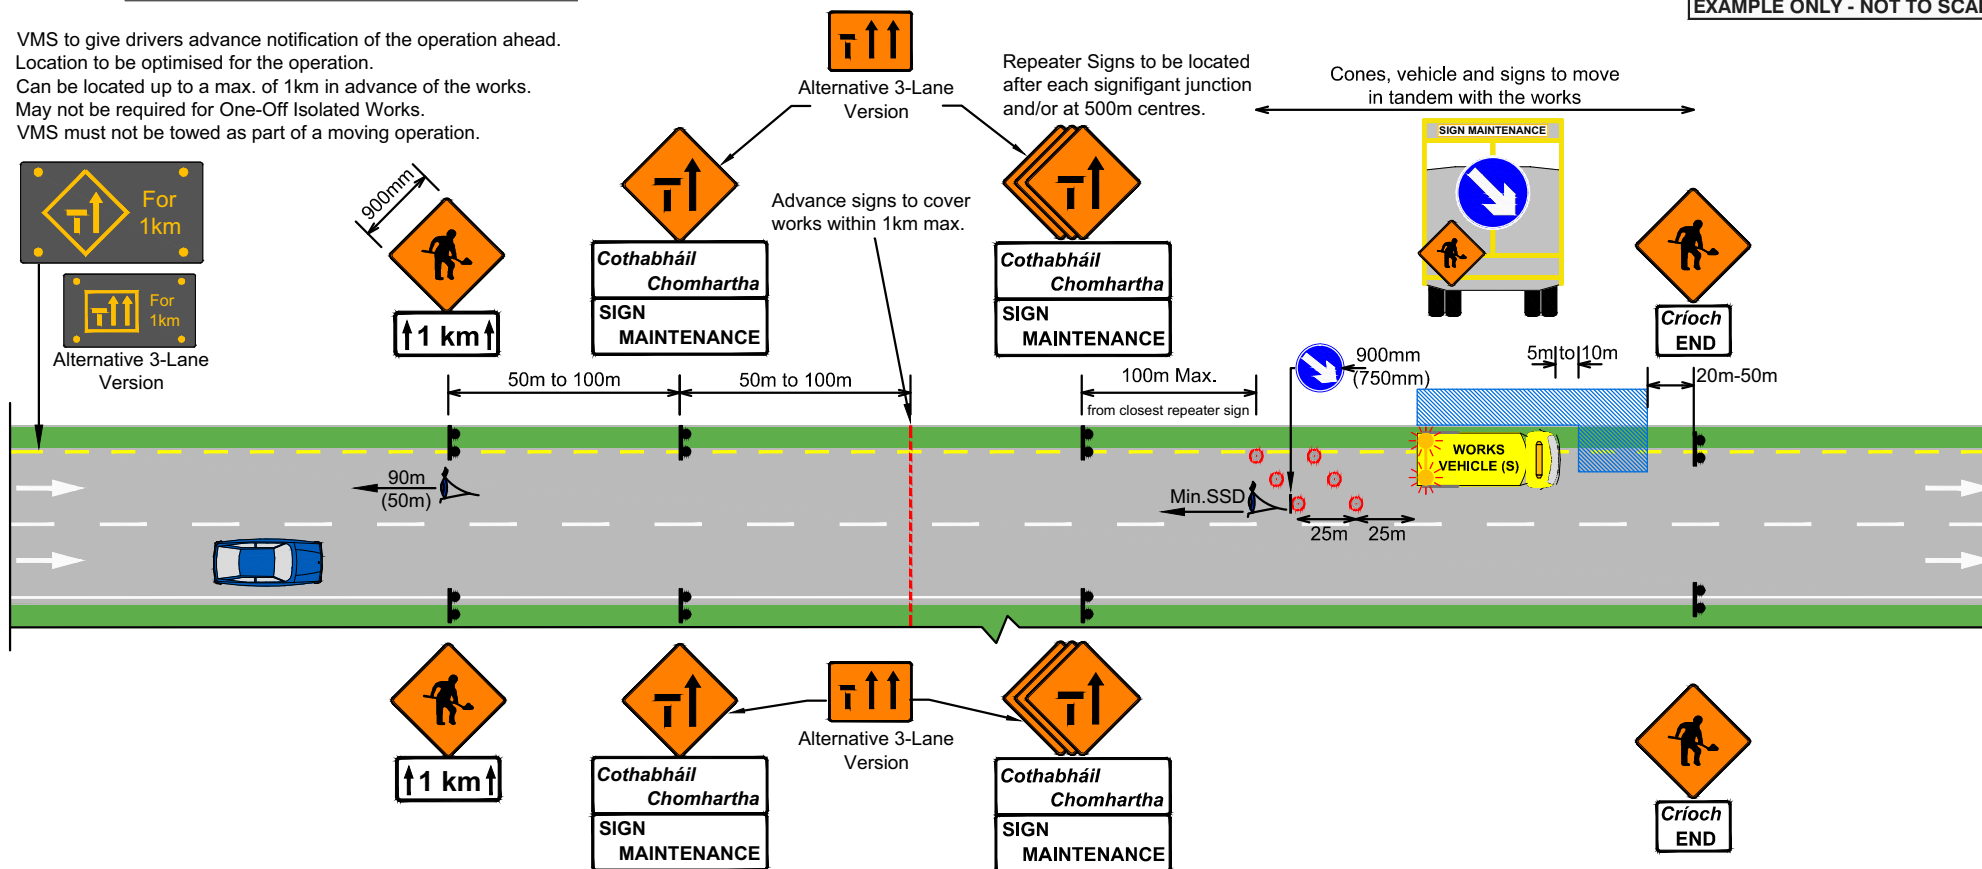 EXAMPLE ONLY - NOT TO SCAL
VMS to give drivers advance notification of the operation ahead.
Location to be optimised for the operation.
Can be located up to a max. of 1km in advance of the works.
May not be required for One-Off Isolated Works.
VMS must not be towed as part of a moving operation.
Alternative 3-Lane
Version
Repeater Signs to be located
after each signifigant junction
and/or at 500m centres.
Cones, vehicle and signs to move
in tandem with the works
SIGN MAINTENANCE
For
1km
For
1km
Alternative 3-Lane
Version
900mm
1 km
Cothabháil
Chomhartha
SIGN
MAINTENANCE
Advance signs to cover
works within 1km max.
Cothabháil
Chomhartha
SIGN
MAINTENANCE
Críoch
END
50m to 100m
50m to 100m
100m Max.
from closest repeater sign
900mm
(750mm)
5m to 10m
20m-50m
90m
(50m)
Min.SSD
25m
25m
WORKS
VEHICLE (S)
1 km
Cothabháil
Chomhartha
SIGN
MAINTENANCE
Alternative 3-Lane
Version
Cothabháil
Chomhartha
SIGN
MAINTENANCE
Críoch
END